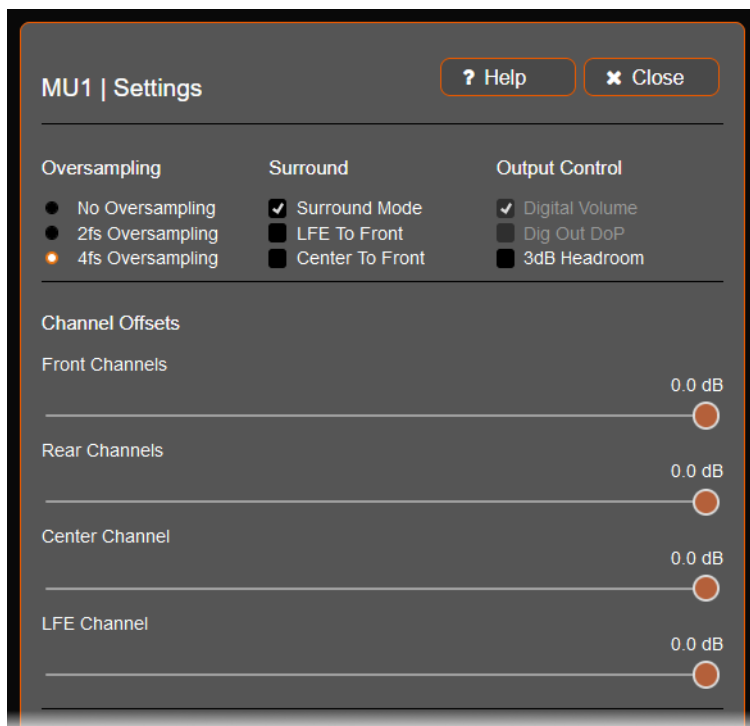 MU1 | Settings
? Help
✖ Close
Oversampling
No Oversampling
2fs Oversampling
4fs Oversampling
Surround
Surround Mode
LFE To Front
Center To Front
Output Control
Digital Volume
Dig Out DoP
3dB Headroom
Channel Offsets
Front Channels
0.0 dB
Rear Channels
0.0 dB
Center Channel
0.0 dB
LFE Channel
0.0 dB